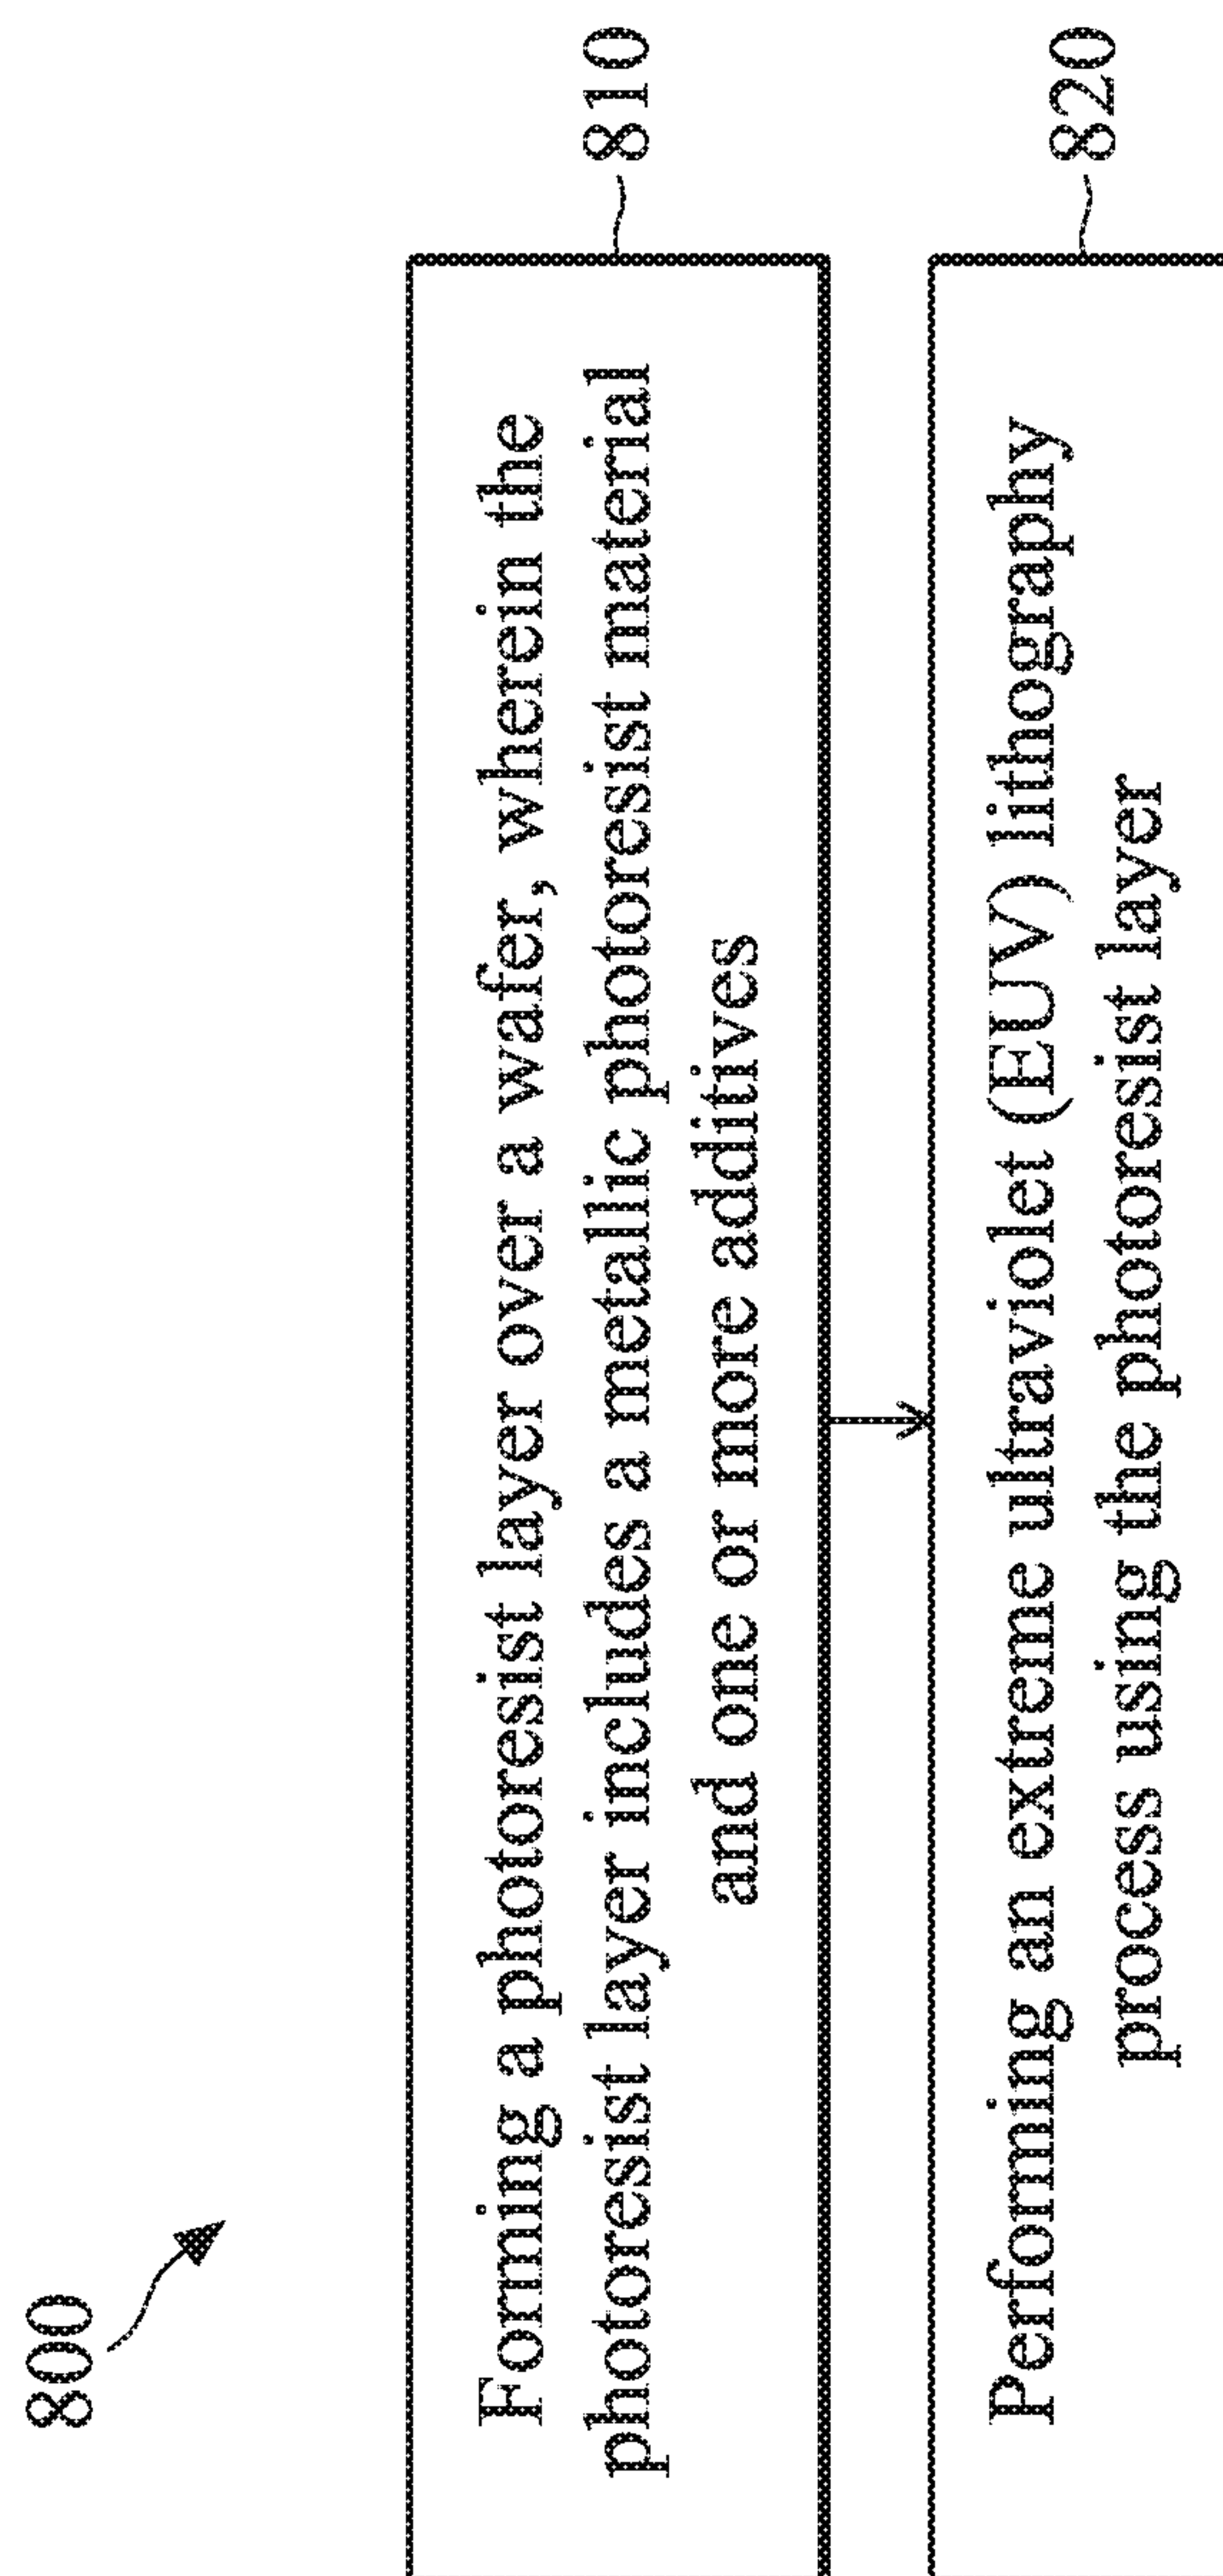 800
Forming a photoresist layer over a wafer, wherein the
photoresist layer includes a metallic photoresist material
and one or more additives
810
Performing an extreme ultraviolet (EUV) lithography
process using the photoresist layer
820